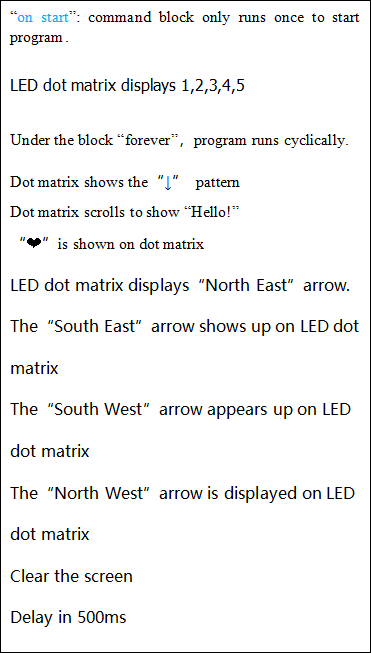 “on start”: command block only runs once to start
program.
LED dot matrix displays 1,2,3,4,5
Under the block “forever”, program runs cyclically.
Dot matrix shows the “↓” pattern
Dot matrix scrolls to show “Hello!”
“❤” is shown on dot matrix
LED dot matrix displays “North East” arrow.
The “South East” arrow shows up on LED dot
matrix
The “South West” arrow appears up on LED
dot matrix
The “North West” arrow is displayed on LED
dot matrix
Clear the screen
Delay in 500ms